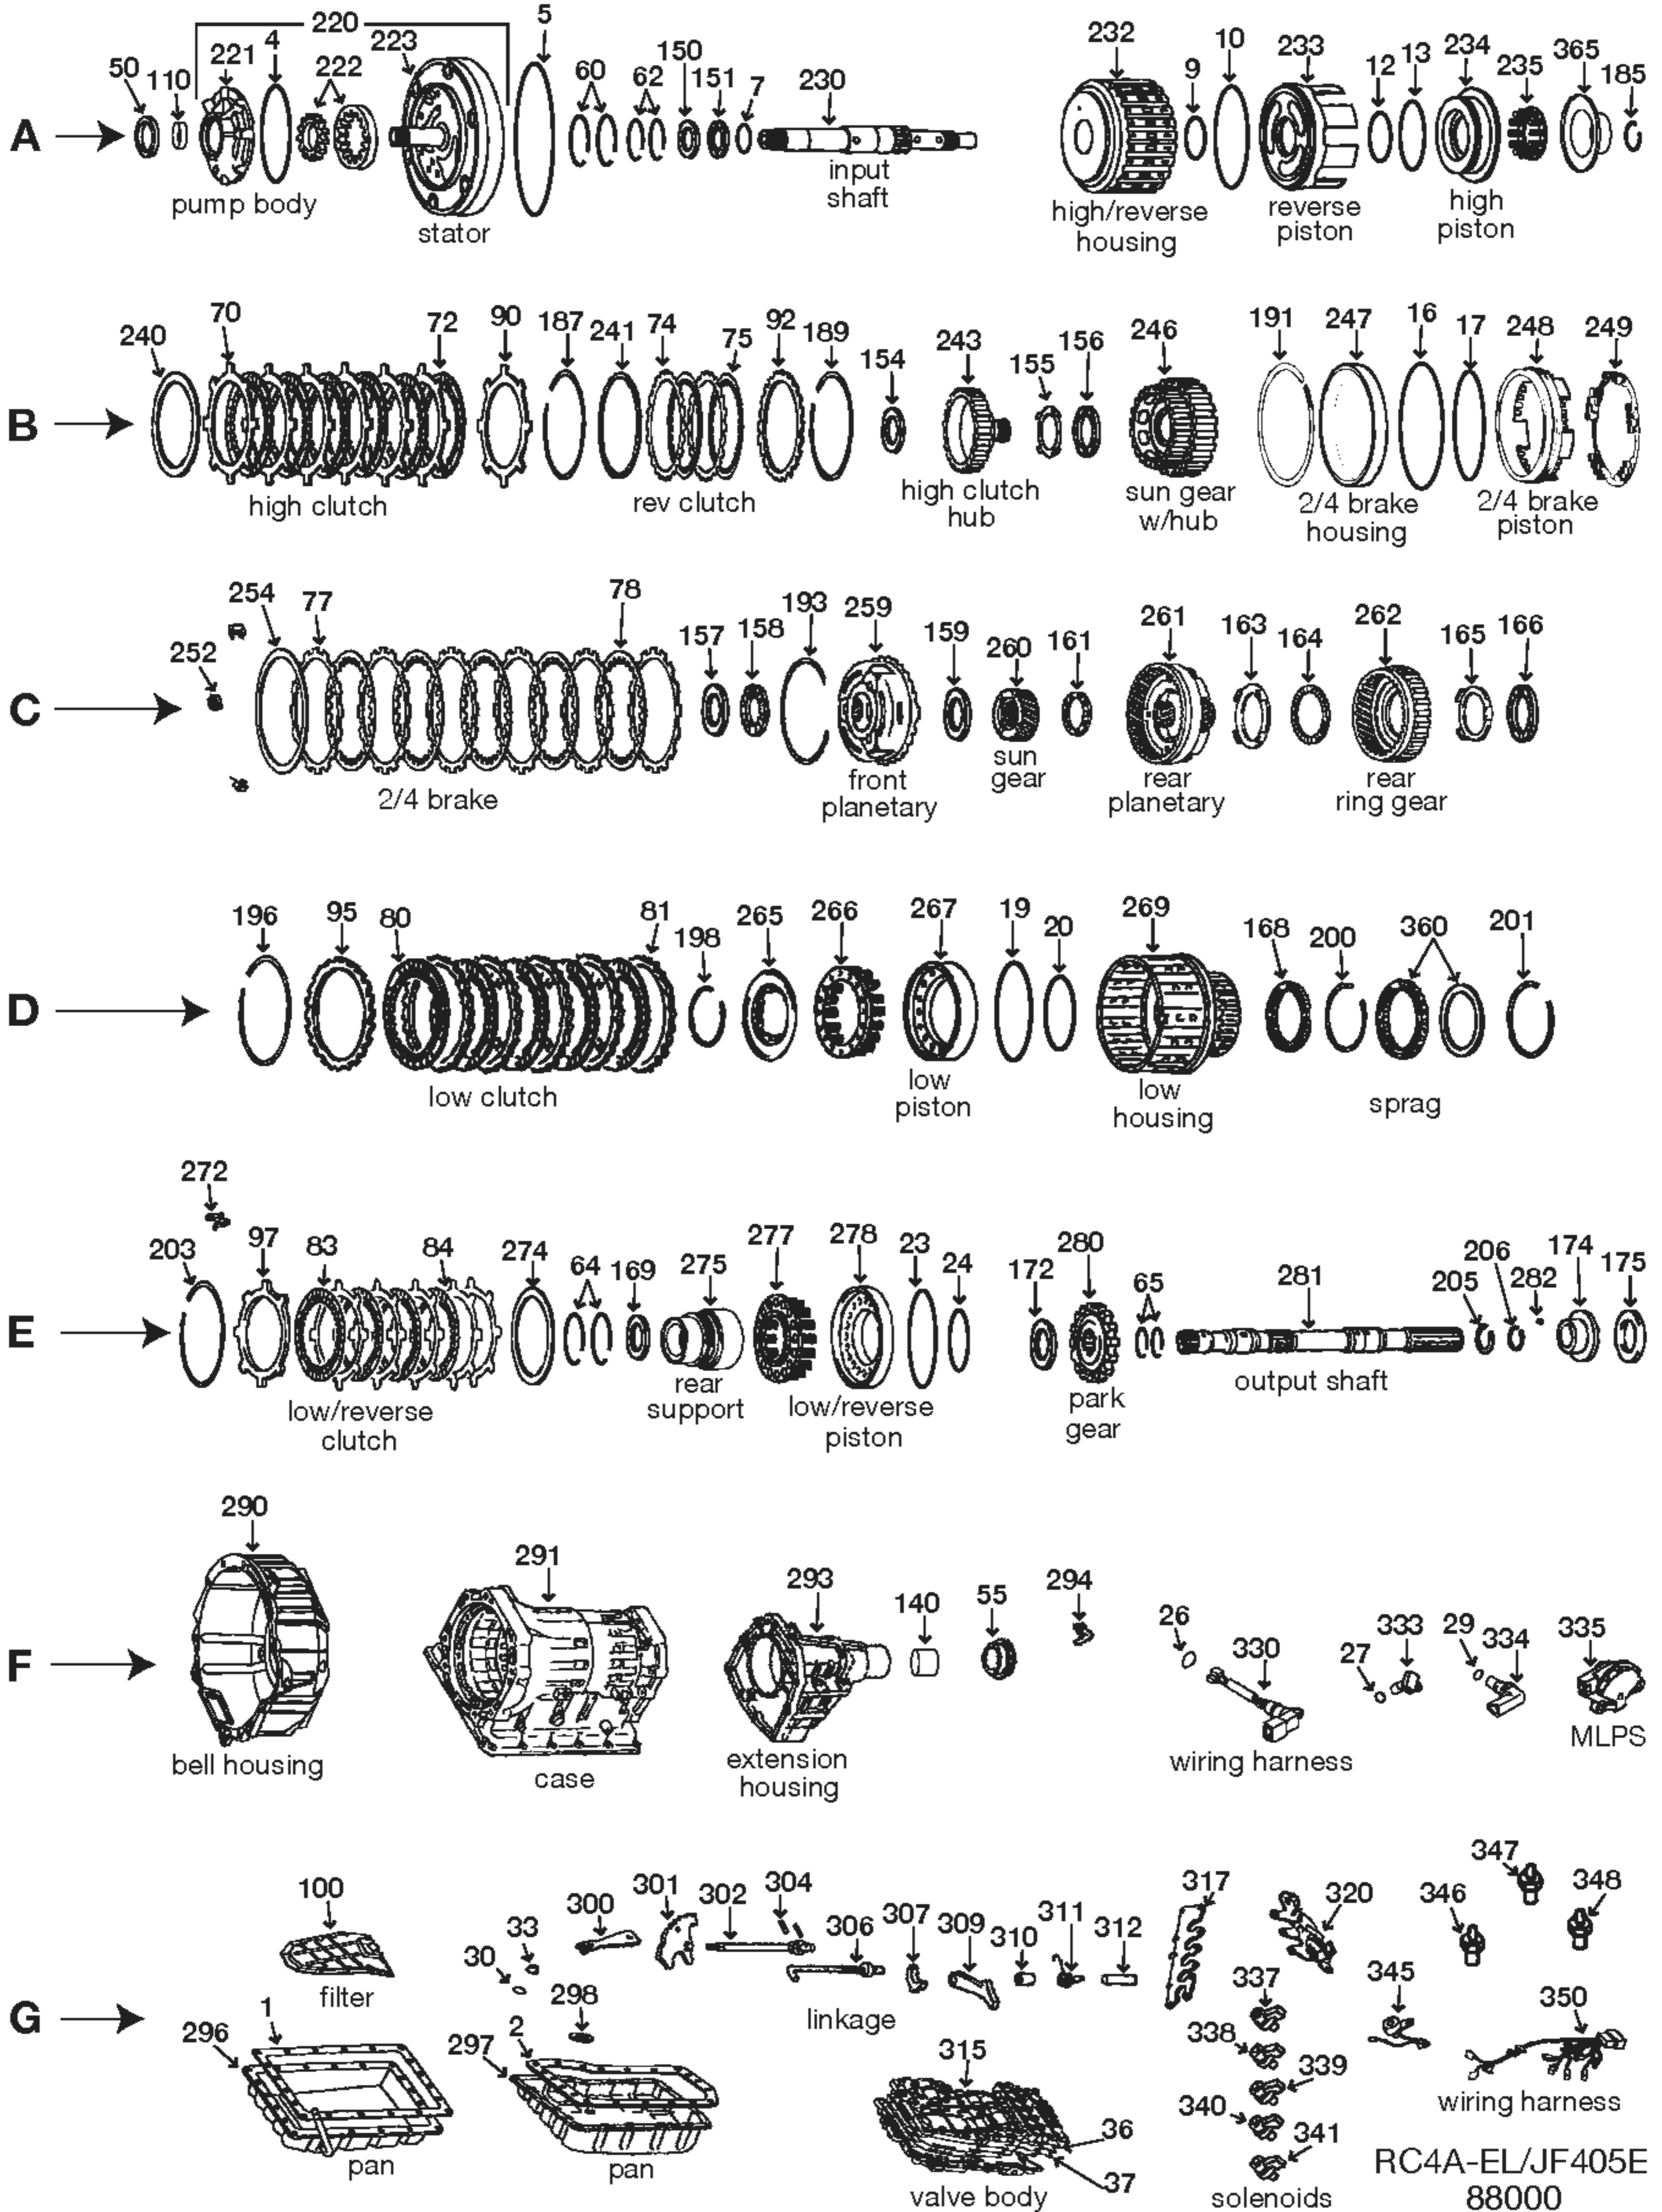 220
50 110 221 4 222 223 5 60 62 150 151 7 230 232 9 10 233 12 13 234 235 365 185
A
pump body
stator
input
shaft
high/reverse
housing
reverse
piston
high
piston
240 70 72 90 187 241 74 75 92 189 154 243 155 156 246 191 247 16 17 248 249
B
high clutch
rev clutch
high clutch
hub
sun gear
w/hub
2/4 brake
housing
2/4 brake
piston
252 254 77 78 157 158 193 259 159 260 161 261 163 164 262 165 166
C
2/4 brake
front
planetary
sun
gear
rear
planetary
rear
ring gear
196 95 80 81 198 265 266 267 19 20 269 168 200 360 201
D
low clutch
low
piston
low
housing
sprag
272
203 97 83 84 274 64 169 275 277 278 23 24 172 280 65 281 205 206 282 174 175
E
low/reverse
clutch
rear
support
low/reverse
piston
park
gear
output shaft
290 291 293 140 55 294 26 330 27 333 29 334 335
F
bell housing
case
extension
housing
wiring harness
MLPS
100 30 33 300 301 302 304 306 307 309 310 311 312 317 320 346 347 348
G
filter
linkage
296 1 297 2 298 315 36 37 337 338 339 340 341 345 350
pan
pan
valve body
solenoids
wiring harness
RC4A-EL/JF405E
88000